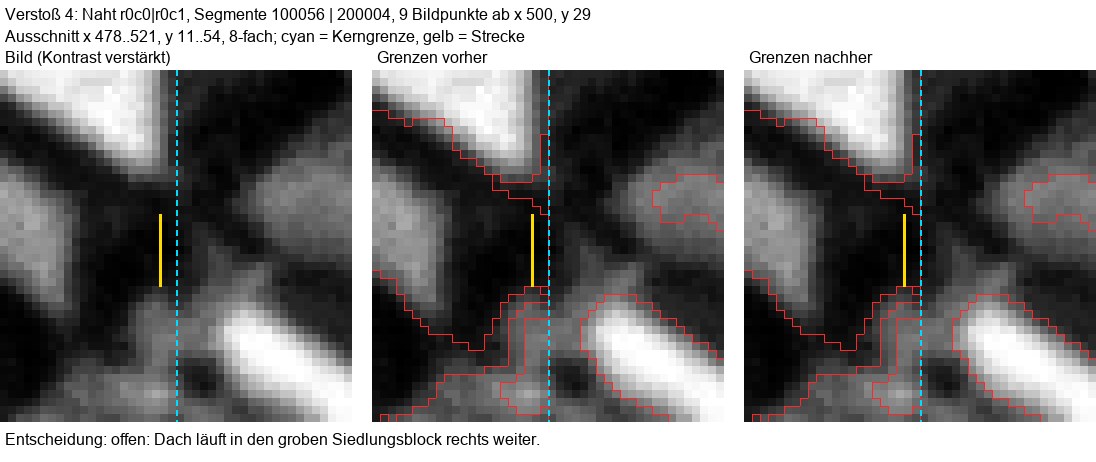 Verstoß 4: Naht r0c0|r0c1, Segmente 100056 | 200004, 9 Bildpunkte ab x 500, y 29
Ausschnitt x 478..521, y 11..54, 8-fach; cyan = Kerngrenze, gelb = Strecke
Bild (Kontrast verstärkt)
Grenzen vorher
Grenzen nachher
Entscheidung: offen: Dach läuft in den groben Siedlungsblock rechts weiter.